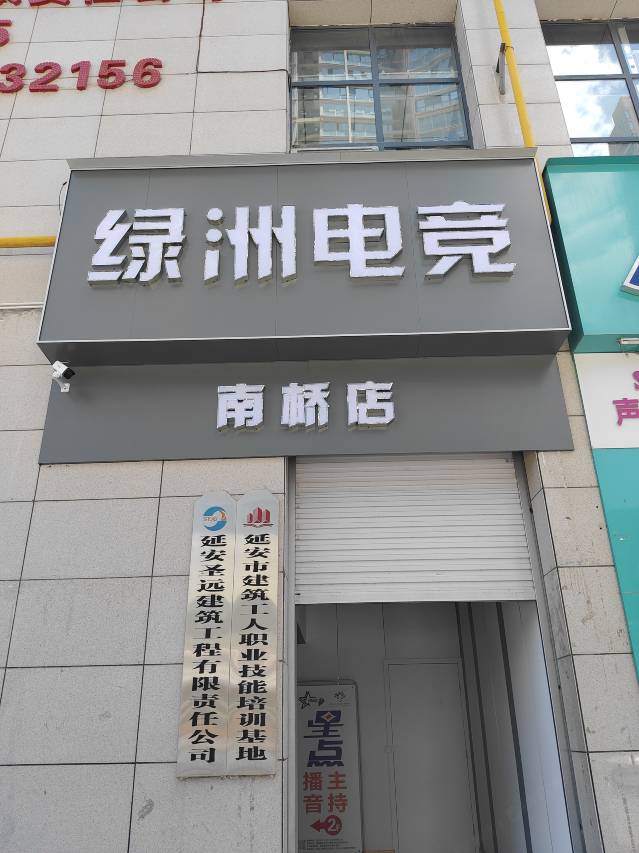 32156
绿洲电竞
南桥店
声
延安市建筑工人职业技能培训基地
延安圣远建筑工程有限责任公司
星点
播音
主持
2